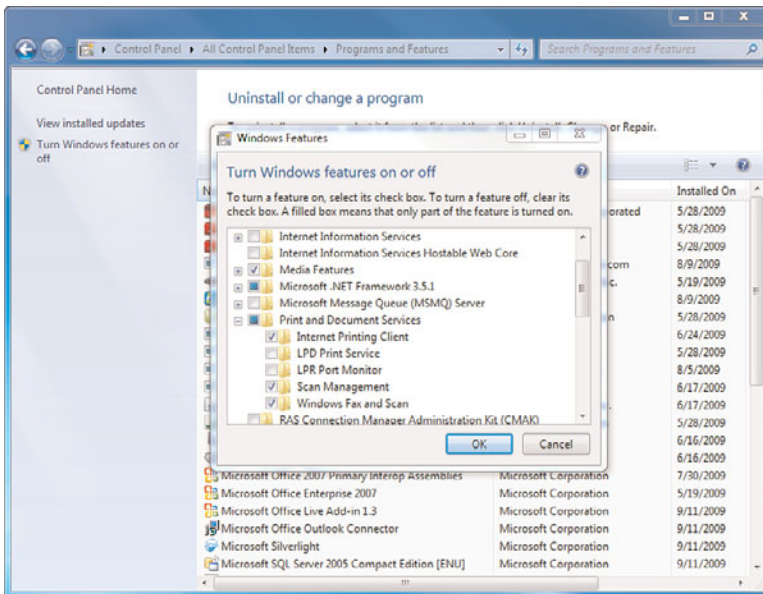 Control Panel ▸ All Control Panel Items ▸ Programs and Features
Search Programs and Features
Control Panel Home
View installed updates
Turn Windows features on or
off
Uninstall or change a program
or Repair.
Windows Features
Turn Windows features on or off
To turn a feature on, select its check box. To turn a feature off, clear its
check box. A filled box means that only part of the feature is turned on.
Internet Information Services
Internet Information Services Hostable Web Core
Media Features
Microsoft .NET Framework 3.5.1
Microsoft Message Queue (MSMQ) Server
Print and Document Services
Internet Printing Client
LPD Print Service
LPR Port Monitor
Scan Management
Windows Fax and Scan
RAS Connection Manager Administration Kit (CMAK)
OK Cancel
Installed On
orated 5/28/2009
5/28/2009
5/28/2009
com 8/9/2009
c. 5/19/2009
8/9/2009
n 5/28/2009
6/24/2009
5/28/2009
8/5/2009
6/17/2009
6/17/2009
5/28/2009
6/16/2009
6/16/2009
Microsoft Office 2007 Primary Interop Assemblies Microsoft Corporation 7/30/2009
Microsoft Office Enterprise 2007 Microsoft Corporation 5/19/2009
Microsoft Office Live Add-in 1.3 Microsoft Corporation 9/11/2009
Microsoft Office Outlook Connector Microsoft Corporation 9/11/2009
Microsoft Silverlight Microsoft Corporation 9/11/2009
Microsoft SQL Server 2005 Compact Edition [ENU] Microsoft Corporation 9/11/2009